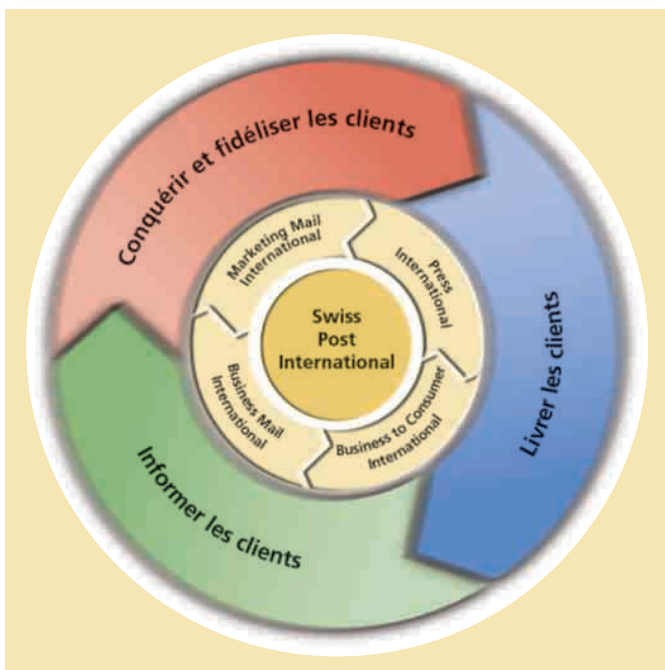 Conquérir et fidéliser les clients
Livrer les clients
Informer les clients
Marketing Mail
International
Press
International
Business to Consumer
International
Business Mail
International
Swiss
Post
International